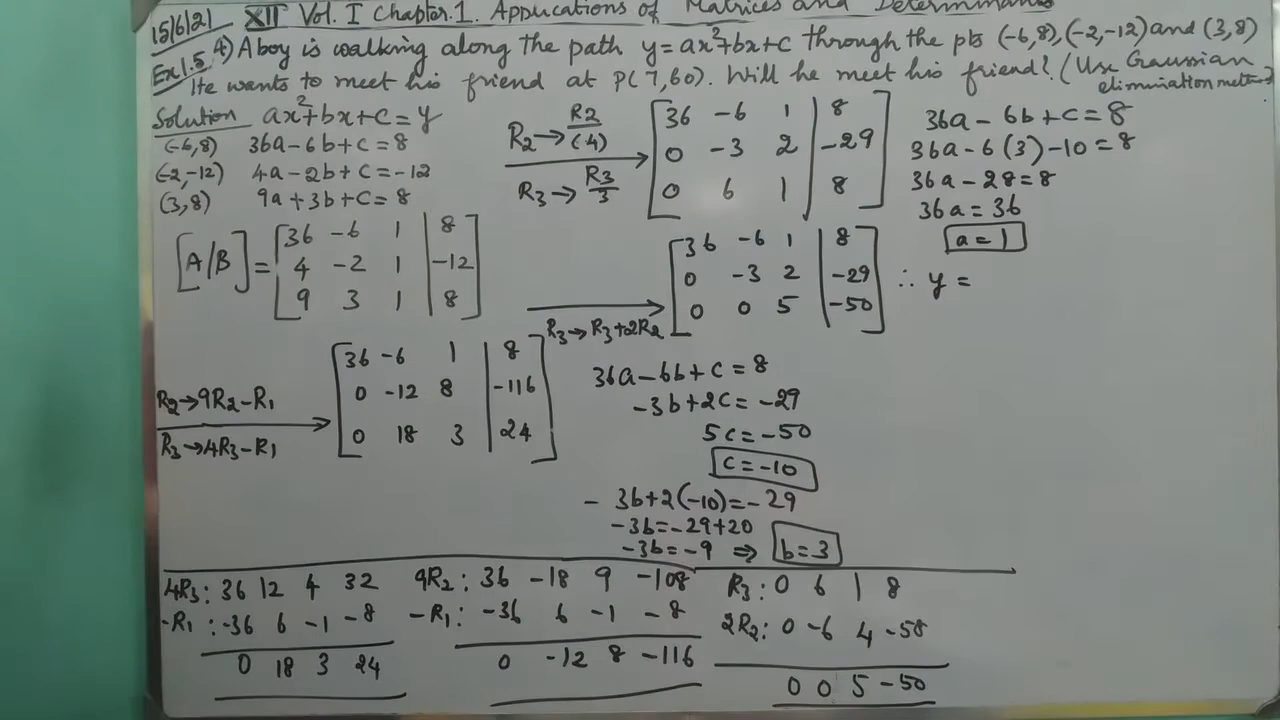 15/6/21 XII Vol. I Chapter.1. Applications of Matrices and Determinants
Ex 1.5 4) A boy is walking along the path y=ax²+bx+c through the pts (-6,8), (-2,-12) and (3,8)
He wants to meet his friend at P(7,60). Will he meet his friend? (Use Gaussian
elimination method)
Solution ax²+bx+c=y
(-6,8) 36a-6b+c=8
(-2,-12) 4a-2b+c=-12
(3,8) 9a+3b+c=8
[A/B] =
36 -6 1 | 8
4 -2 1 | -12
9 3 1 | 8
R2→9R2-R1
R3→4R3-R1
36 -6 1 | 8
0 -12 8 | -116
0 18 3 | 24
R2→R2/(4)
R3→R3/3
36 -6 1 | 8
0 -3 2 | -29
0 6 1 | 8
R3→R3+2R2
36 -6 1 | 8
0 -3 2 | -29
0 0 5 | -50
36a-6b+c=8
-3b+2c=-29
5c=-50
c=-10
-3b+2(-10)=-29
-3b=-29+20
-3b=-9 ⇒ b=3
36a-6b+c=8
36a-6(3)-10=8
36a-28=8
36a=36
a=1
∴ y=
4R3: 36 12 4 32
-R1: -36 6 -1 -8
0 18 3 24
9R2: 36 -18 9 -108
-R1: -36 6 -1 -8
0 -12 8 -116
R3: 0 6 1 8
2R2: 0 -6 4 -58
0 0 5 -50